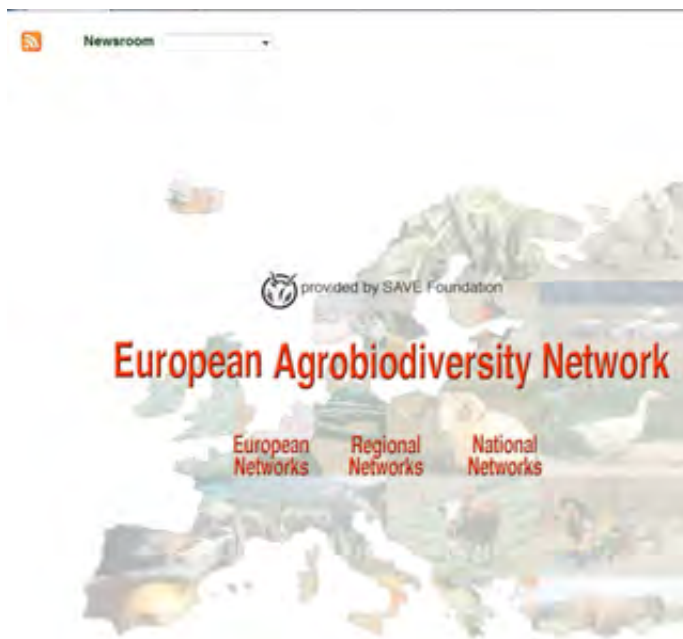 Newsroom
provided by SAVE Foundation
European Agrobiodiversity Network
European Regional National
Networks Networks Networks